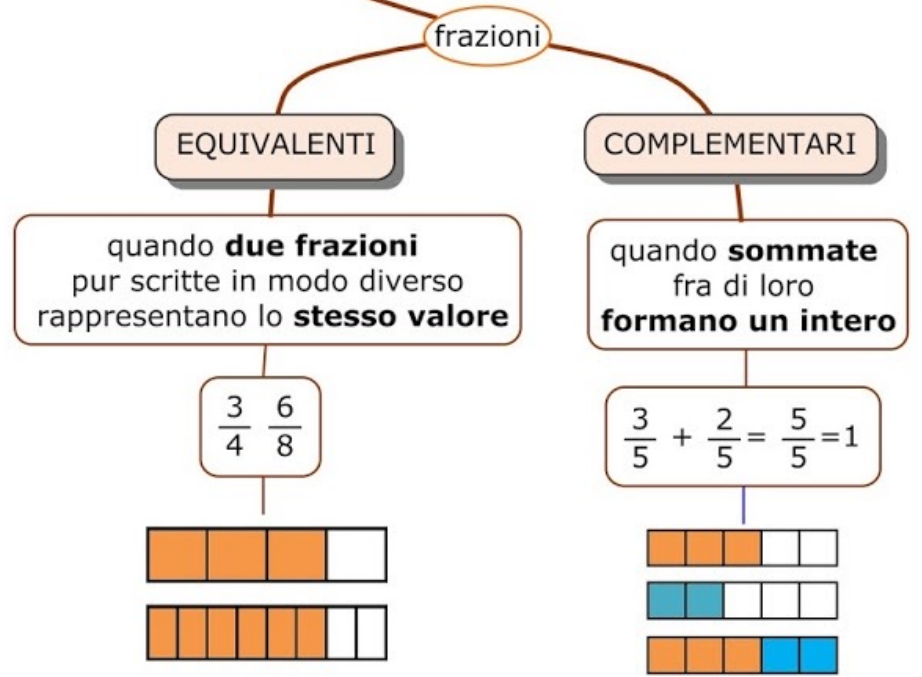 frazioni
EQUIVALENTI
quando due frazioni
pur scritte in modo diverso
rappresentano lo stesso valore
3/4 6/8
COMPLEMENTARI
quando sommate
fra di loro
formano un intero
3/5 + 2/5 = 5/5 =1